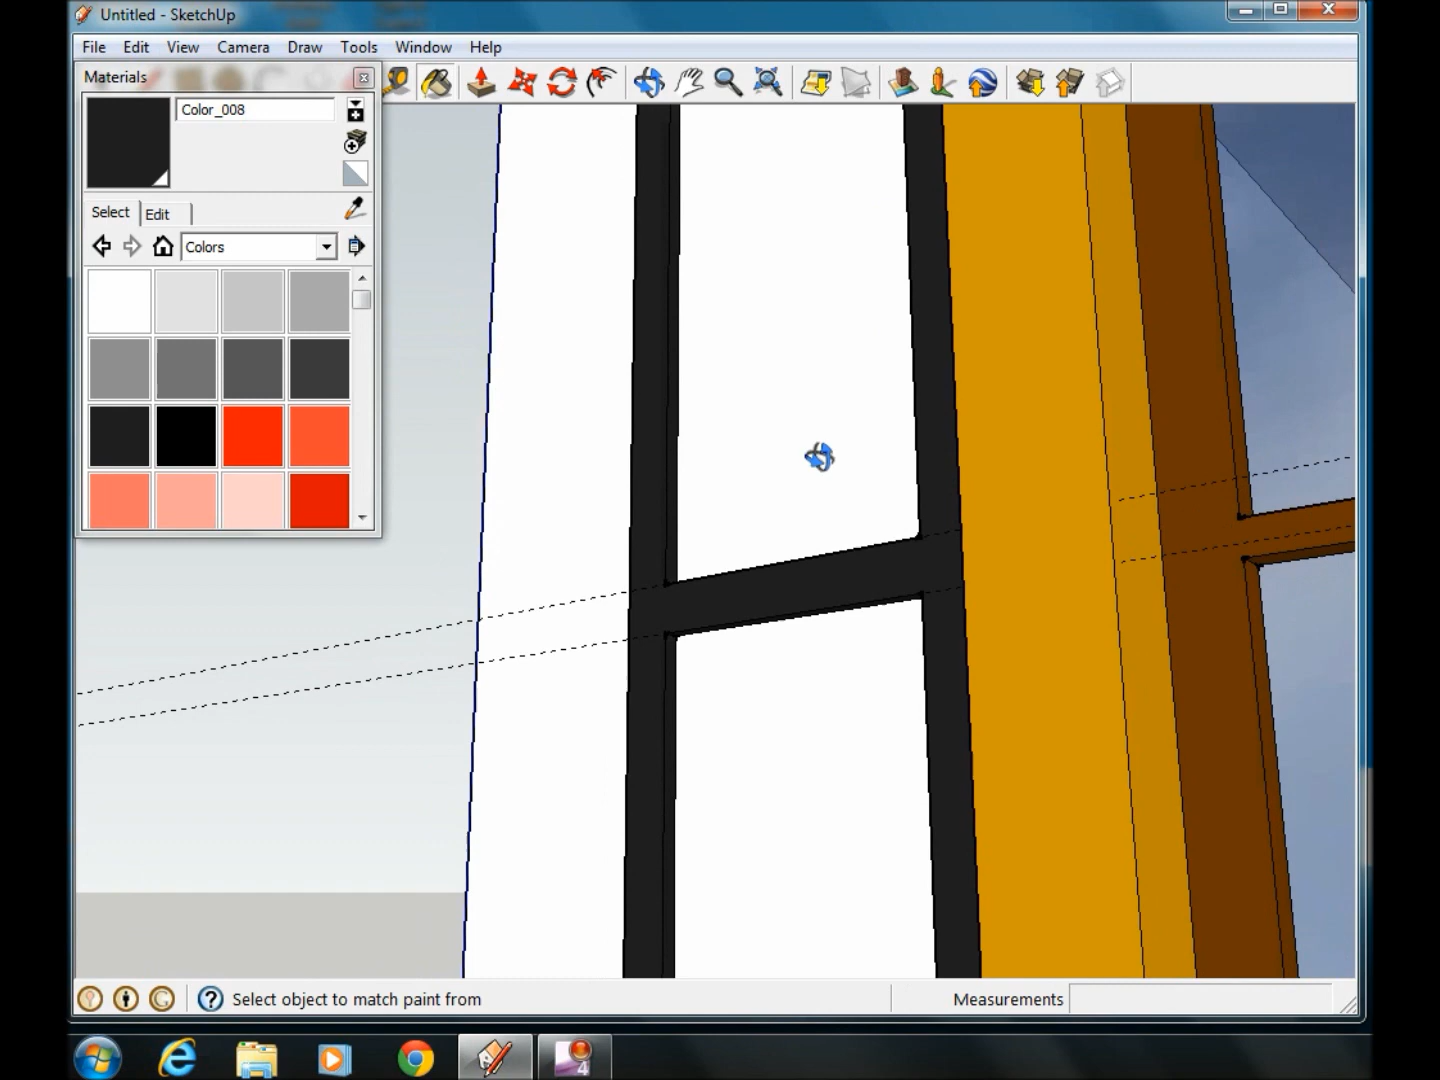 Untitled - SketchUp
File Edit View Camera Draw Tools Window Help
Materials
Color_008
Select Edit
Colors
Select object to match paint from
Measurements
4